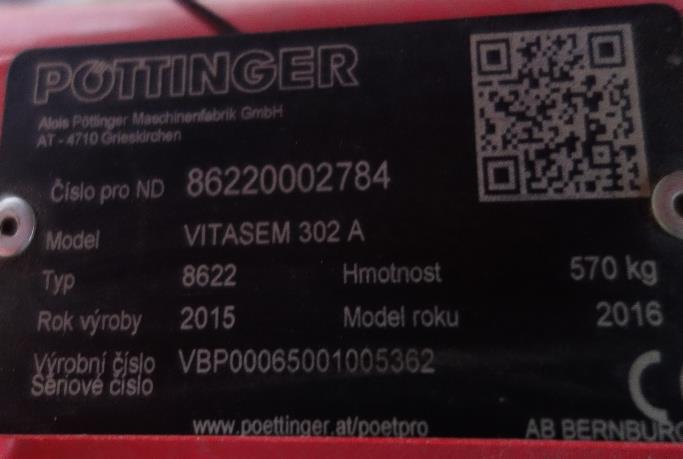 PÖTTINGER
Alois Pöttinger Maschinenfabrik GmbH
AT - 4710 Grieskirchen
Číslo pro ND 86220002784
Model VITASEM 302 A
Typ 8622 Hmotnost 570 kg
Rok výroby 2015 Model roku 2016
Výrobní číslo VBP00065001005362
Sériové číslo
www.poettinger.at/poetpro AB BERNBURG